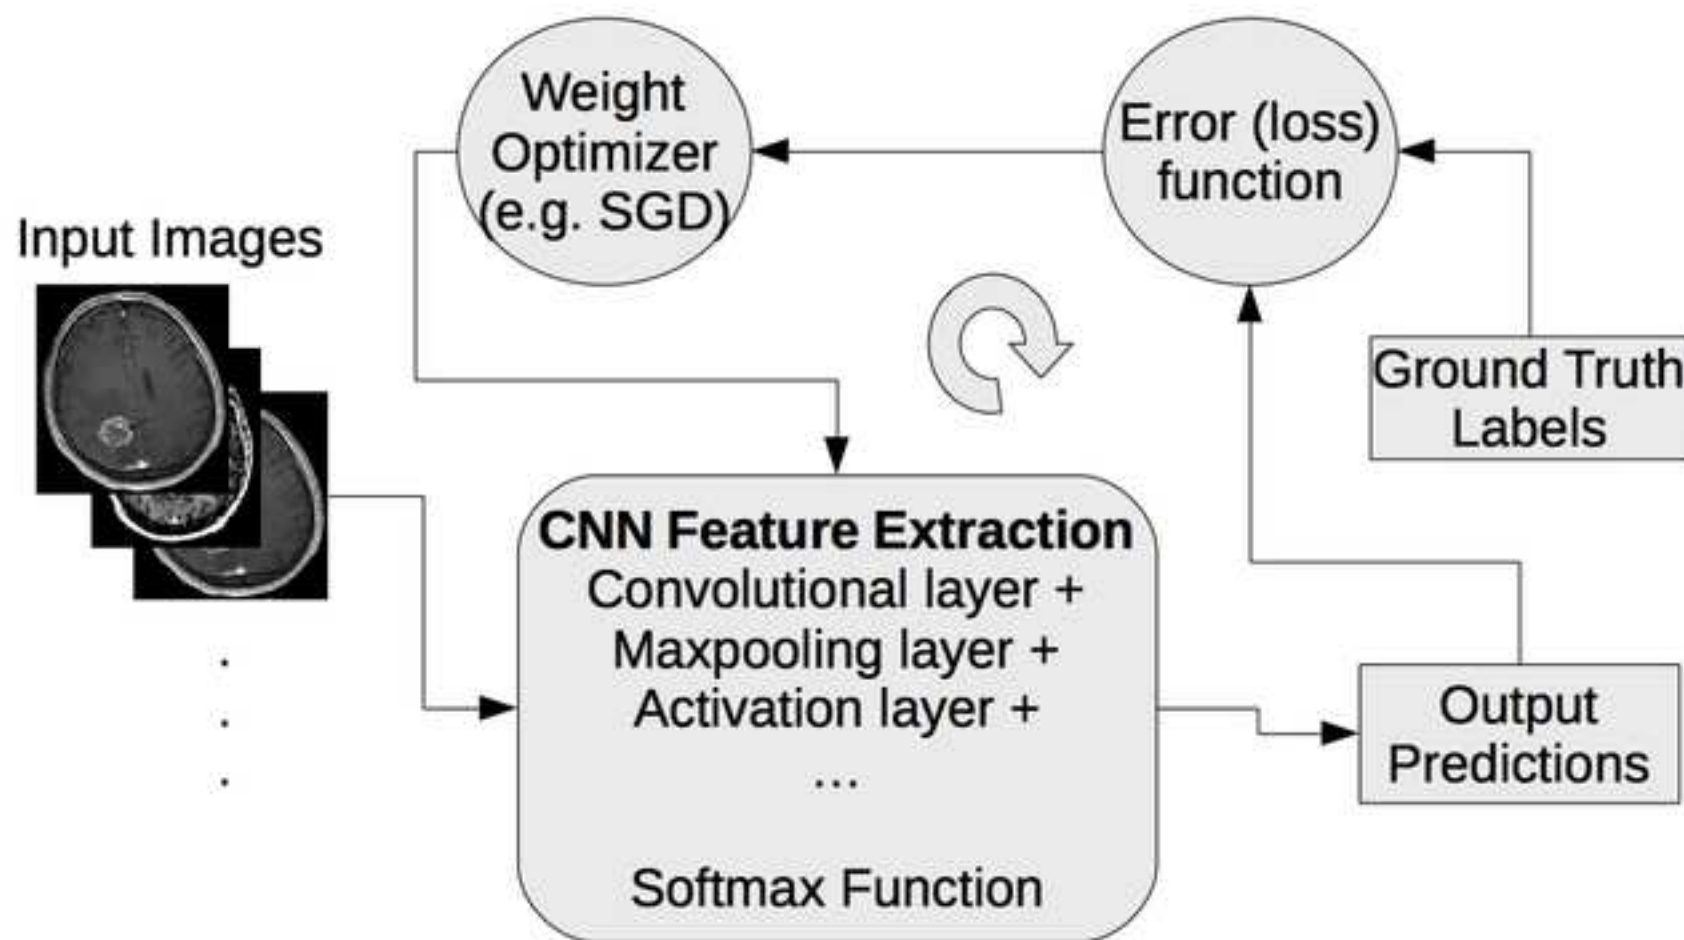 Weight
Optimizer
(e.g. SGD)
Error (loss)
function
Input Images
Ground Truth
Labels
CNN Feature Extraction
Convolutional layer +
Maxpooling layer +
Activation layer +
...
Softmax Function
Output
Predictions